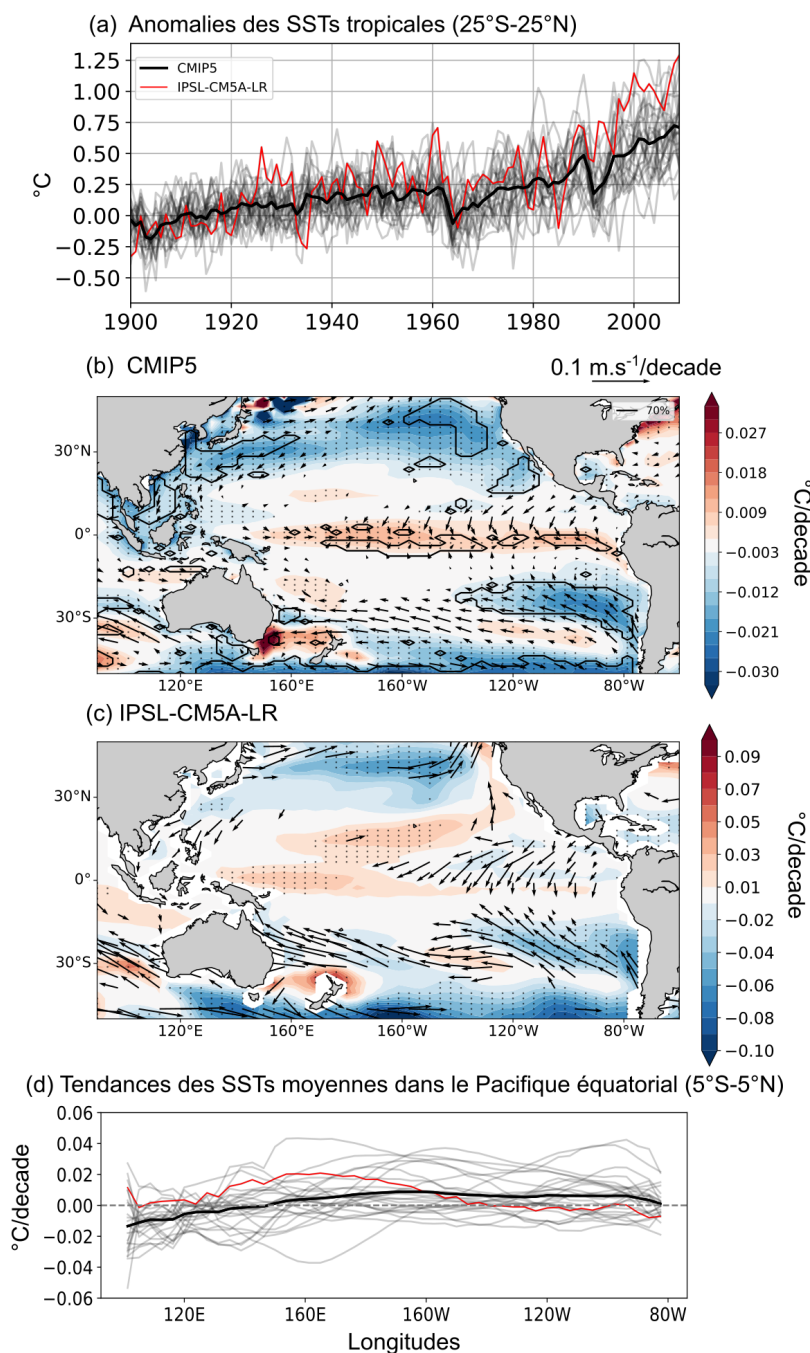 (a) Anomalies des SSTs tropicales (25°S-25°N)
1.25
1.00
0.75
0.50
0.25
0.00
−0.25
−0.50
°C
CMIP5
IPSL-CM5A-LR
1900 1920 1940 1960 1980 2000
(b) CMIP5
0.1 m.s⁻¹/decade
70%
30°N
0°
30°S
120E 160E 160°W 120°W 80°W
0.027
0.018
0.009
−0.003
−0.012
−0.021
−0.030
°C/decade
(c) IPSL-CM5A-LR
30°N
0°
30°S
120E 160E 160°W 120°W 80°W
0.09
0.07
0.05
0.03
0.01
−0.01
−0.02
−0.04
−0.06
−0.08
−0.10
°C/decade
(d) Tendances des SSTs moyennes dans le Pacifique équatorial (5°S-5°N)
0.06
0.04
0.02
0.00
−0.02
−0.04
−0.06
°C/decade
120E 160E 160W 120W 80W
Longitudes